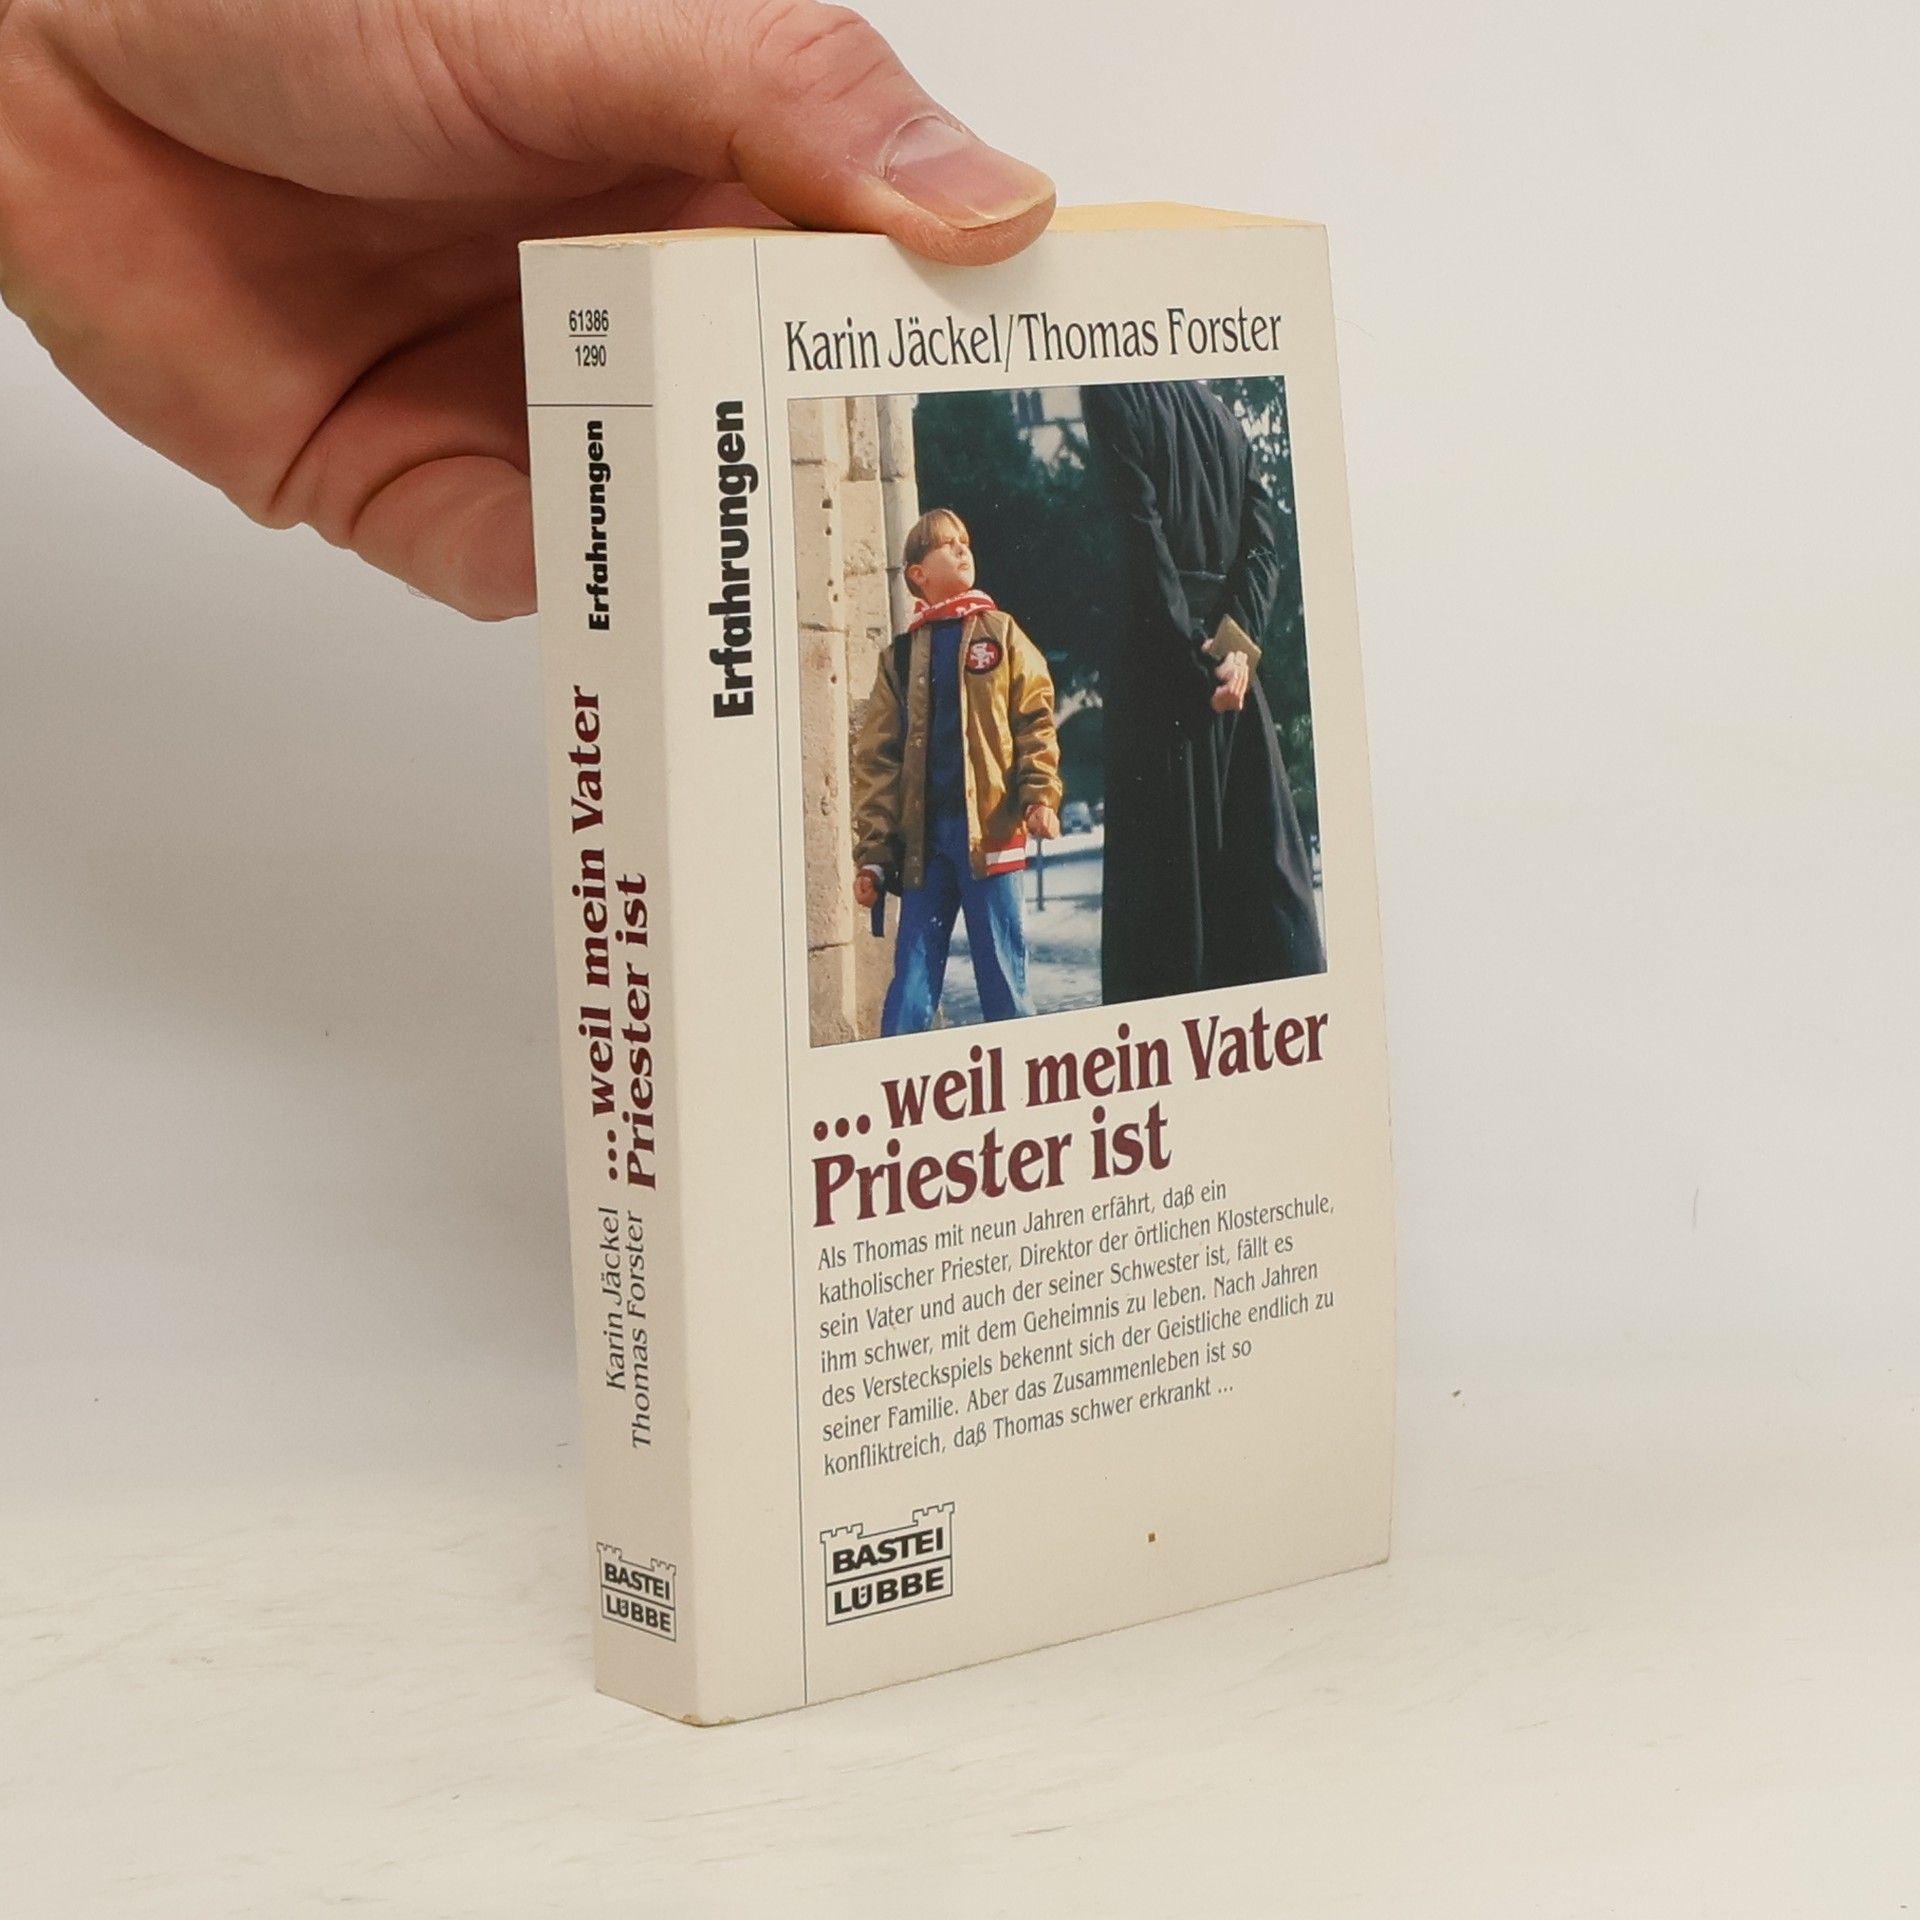 61386
1290
Erfahrungen
... weil mein Vater
Priester ist
Karin Jäckel
Thomas Forster
BASTEI
LÜBBE
Erfahrungen
Karin Jäckel/Thomas Forster
... weil mein Vater
Priester ist
Als Thomas mit neun Jahren erfährt, daß ein
katholischer Priester, Direktor der örtlichen Klosterschule,
sein Vater und auch der seiner Schwester ist, fällt es
ihm schwer, mit dem Geheimnis zu leben. Nach Jahren
des Versteckspiels bekennt sich der Geistliche endlich zu
seiner Familie. Aber das Zusammenleben ist so
konfliktreich, daß Thomas schwer erkrankt ...
BASTEI
LÜBBE
SF